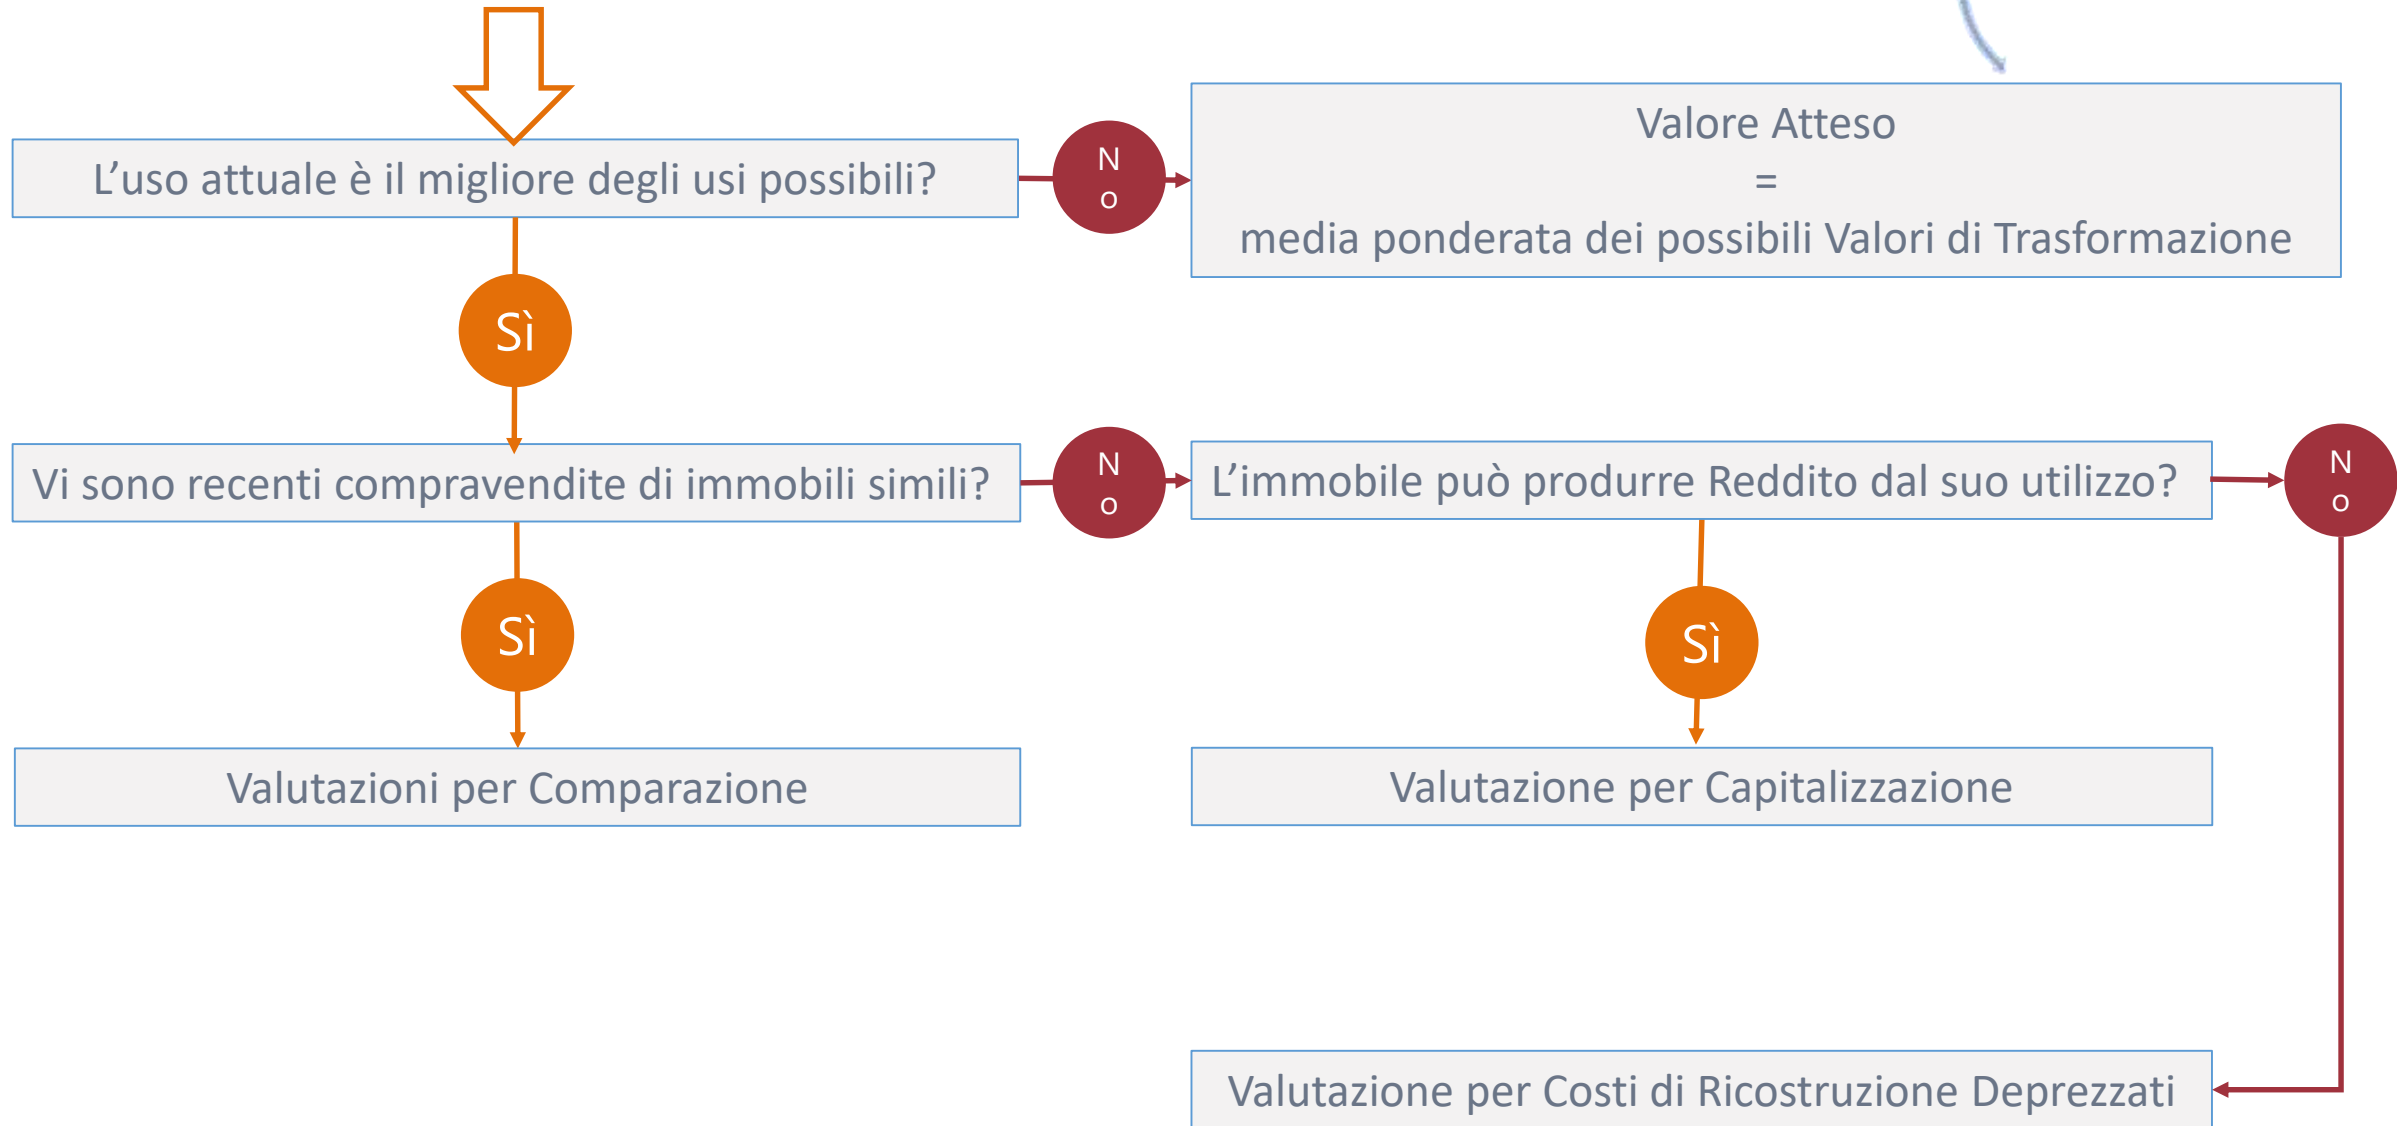 L’uso attuale è il migliore degli usi possibili?
N
o
Valore Atteso
=
media ponderata dei possibili Valori di Trasformazione
Sì
Vi sono recenti compravendite di immobili simili?
N
o
L’immobile può produrre Reddito dal suo utilizzo?
N
o
Sì
Sì
Valutazioni per Comparazione
Valutazione per Capitalizzazione
Valutazione per Costi di Ricostruzione Deprezzati